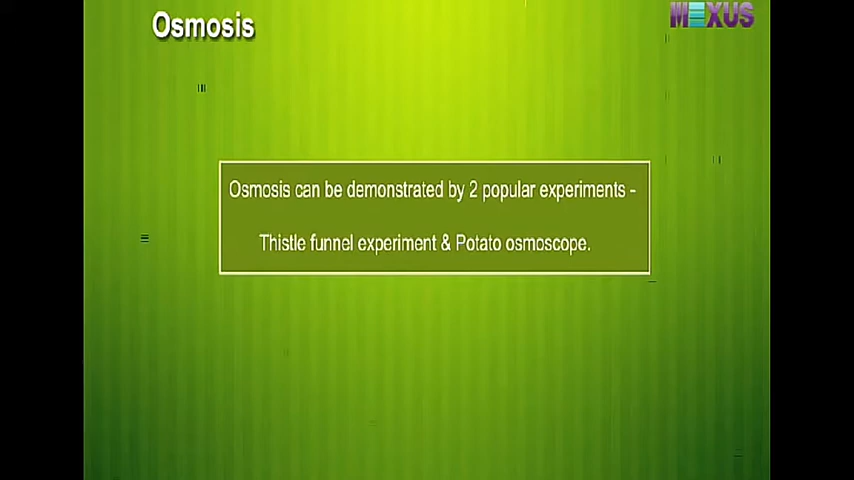 Osmosis
MEXUS
Osmosis can be demonstrated by 2 popular experiments -
Thistle funnel experiment & Potato osmoscope.